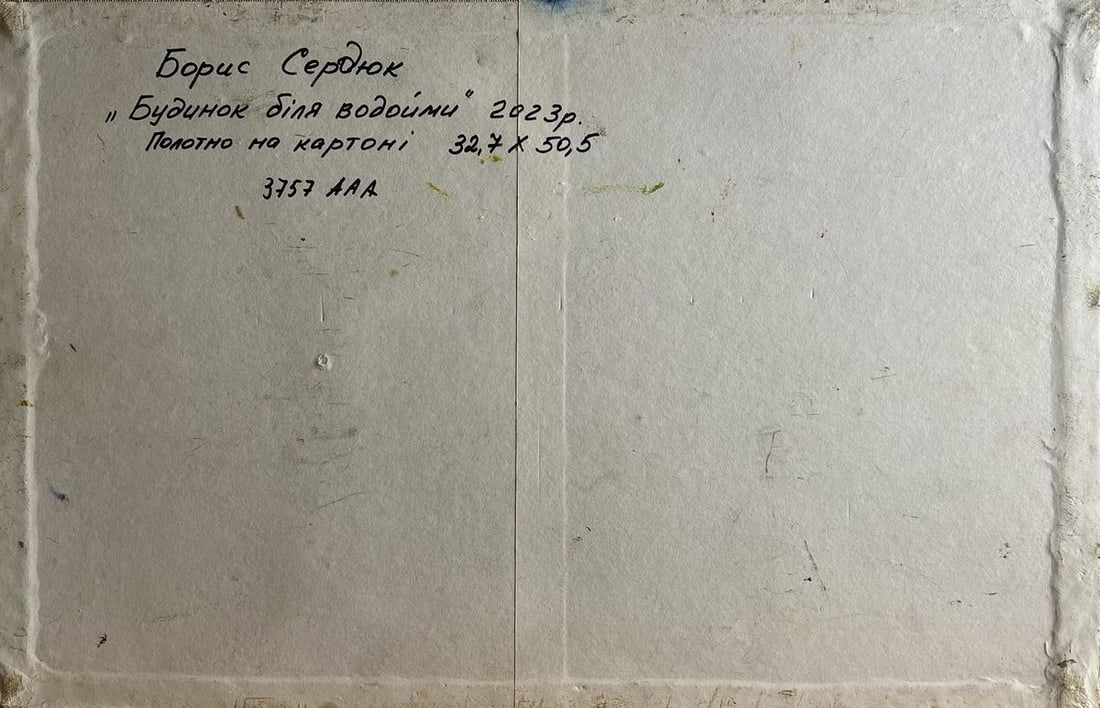 Борис Сердюк
„Будинок біля водойми" 2023р.
Полотно на картоні 32,7 X 50,5
3757 ААА